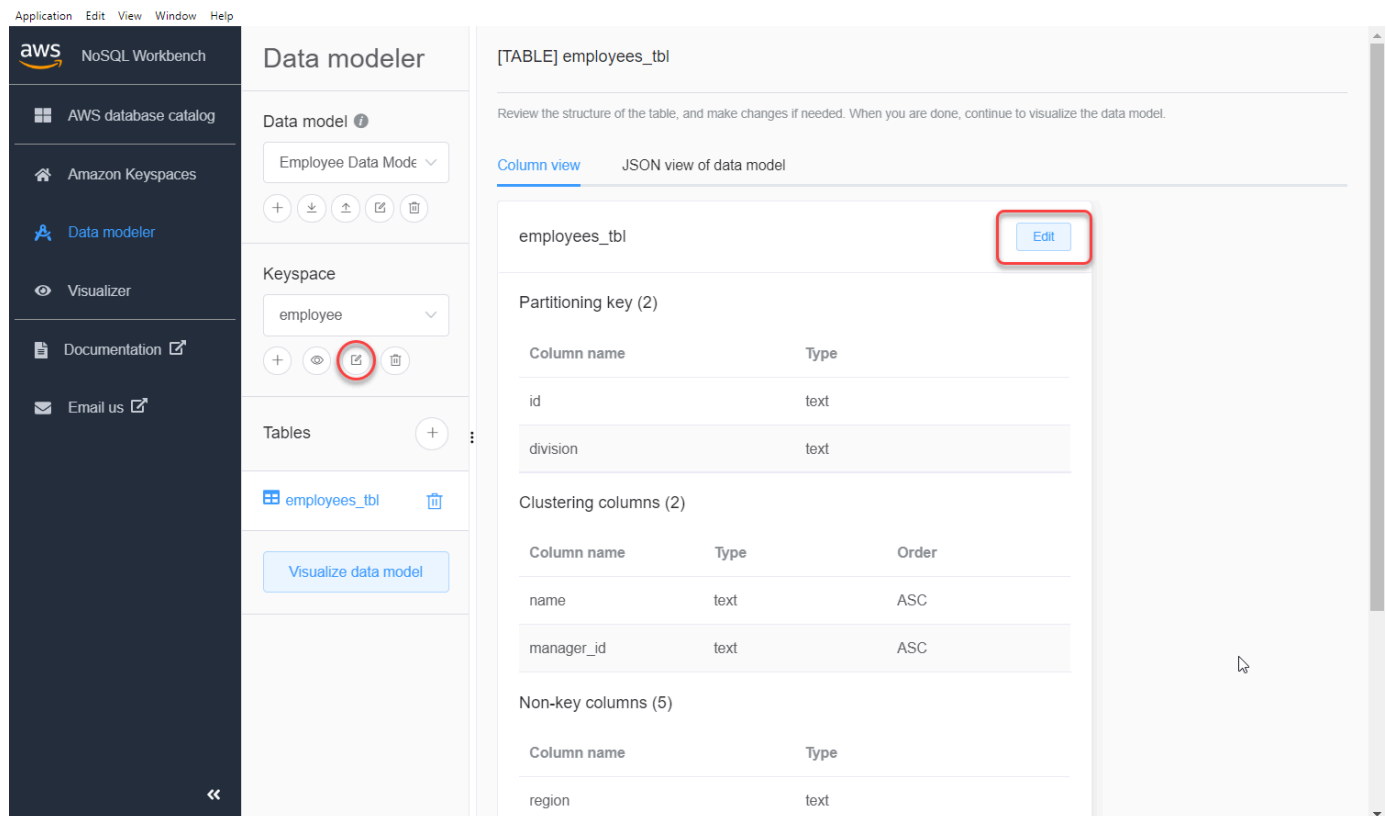 Application Edit View Window Help
aws NoSQL Workbench
AWS database catalog
Amazon Keyspaces
Data modeler
Visualizer
Documentation
Email us
Data modeler
Data model
Employee Data Mode
Keyspace
employee
Tables
employees_tbl
Visualize data model
[TABLE] employees_tbl
Review the structure of the table, and make changes if needed. When you are done, continue to visualize the data model.
Column view JSON view of data model
employees_tbl Edit
Partitioning key (2)
Column name Type
id text
division text
Clustering columns (2)
Column name Type Order
name text ASC
manager_id text ASC
Non-key columns (5)
Column name Type
region text